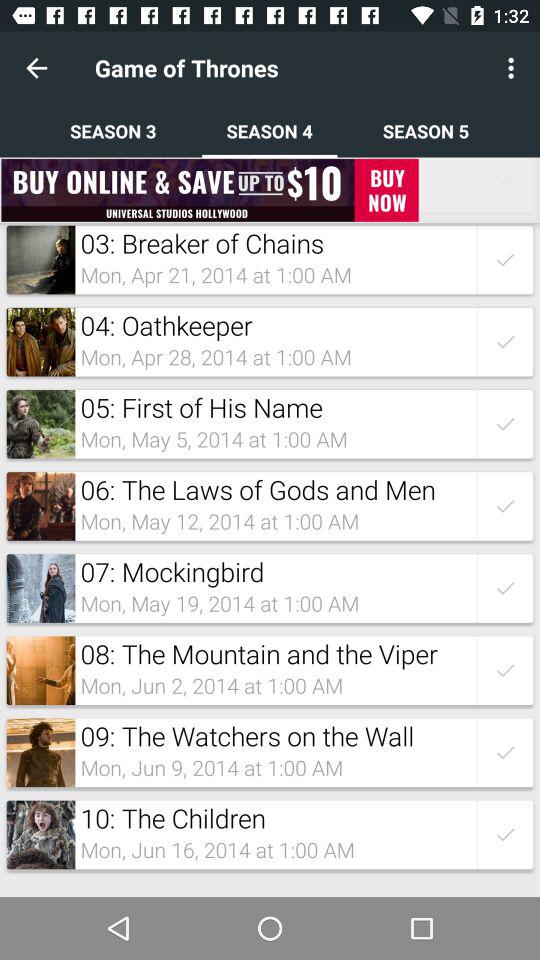 1:32
Game of Thrones
SEASON 3 SEASON 4 SEASON 5
BUY ONLINE & SAVE UP TO $10 BUY NOW
UNIVERSAL STUDIOS HOLLYWOOD
03: Breaker of Chains
Mon, Apr 21, 2014 at 1:00 AM
04: Oathkeeper
Mon, Apr 28, 2014 at 1:00 AM
05: First of His Name
Mon, May 5, 2014 at 1:00 AM
06: The Laws of Gods and Men
Mon, May 12, 2014 at 1:00 AM
07: Mockingbird
Mon, May 19, 2014 at 1:00 AM
08: The Mountain and the Viper
Mon, Jun 2, 2014 at 1:00 AM
09: The Watchers on the Wall
Mon, Jun 9, 2014 at 1:00 AM
10: The Children
Mon, Jun 16, 2014 at 1:00 AM